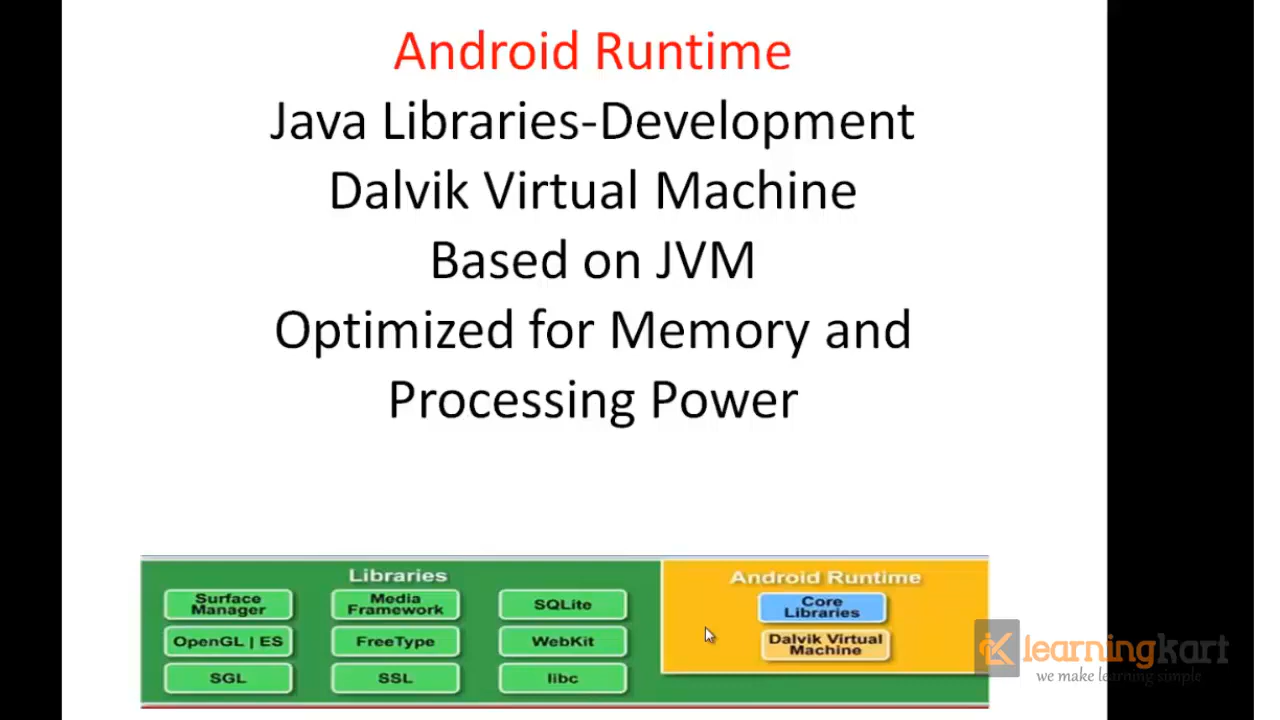 Android Runtime
Java Libraries-Development
Dalvik Virtual Machine
Based on JVM
Optimized for Memory and
Processing Power
Libraries
Surface
Manager
Media
Framework
SQLite
OpenGL | ES
FreeType
WebKit
SGL
SSL
libc
Android Runtime
Core
Libraries
Dalvik Virtual
Machine
learningkart
we make learning simple